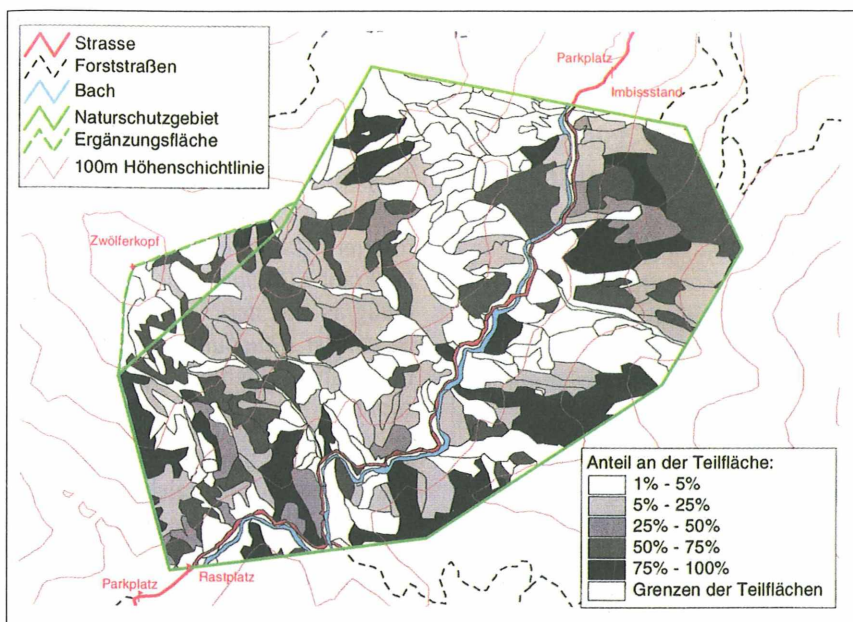 Strasse
Forststraßen
Bach
Naturschutzgebiet
Ergänzungsfläche
100m Höhenschichtlinie
Parkplatz
Imbissstand
Zwölferkopf
Anteil an der Teilfläche:
1% - 5%
5% - 25%
25% - 50%
50% - 75%
75% - 100%
Grenzen der Teilflächen
Parkplatz
Rastplatz